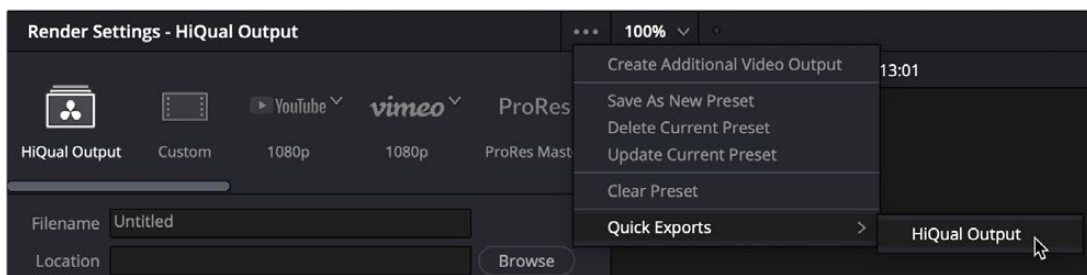 Render Settings - HiQual Output ••• 100%
Create Additional Video Output 13:01
Save As New Preset
Delete Current Preset
Update Current Preset
Clear Preset
Quick Exports > HiQual Output
YouTube vimeo ProRes
HiQual Output Custom 1080p 1080p ProRes Mast
Filename Untitled
Location Browse